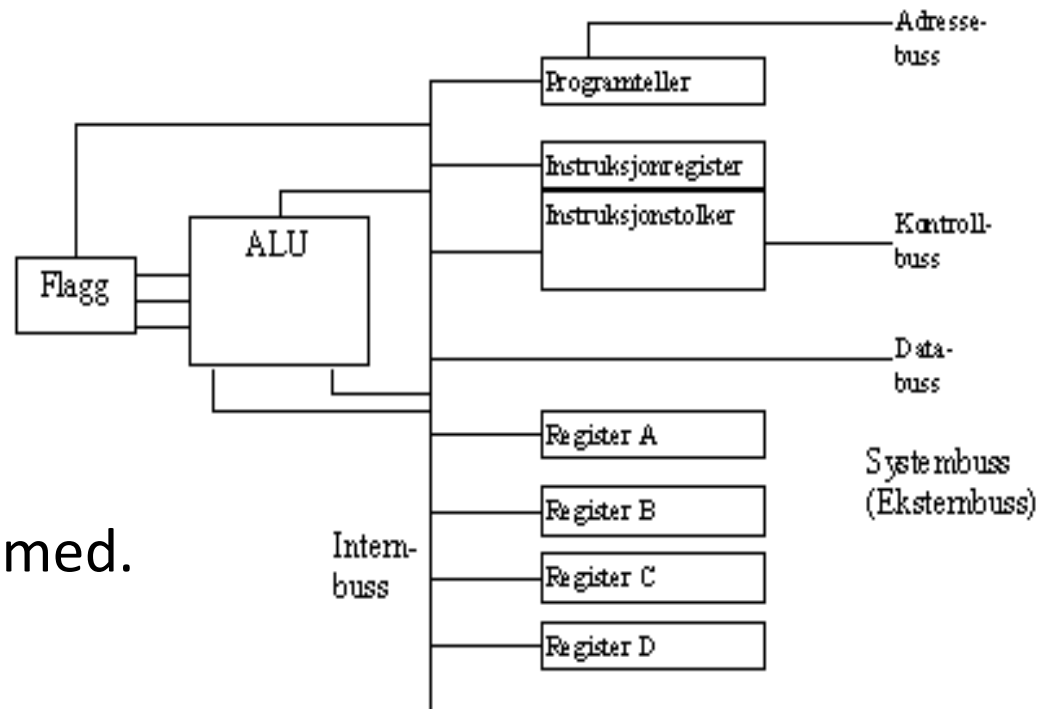 Adresse-
buss
Programteller
Instruksjonregister
Instruksjonstolker
ALU
Kontroll-
buss
Flagg
Data-
buss
Register A
Systembuss
(Eksternbuss)
Register B
med.
Intern-
buss
Register C
Register D